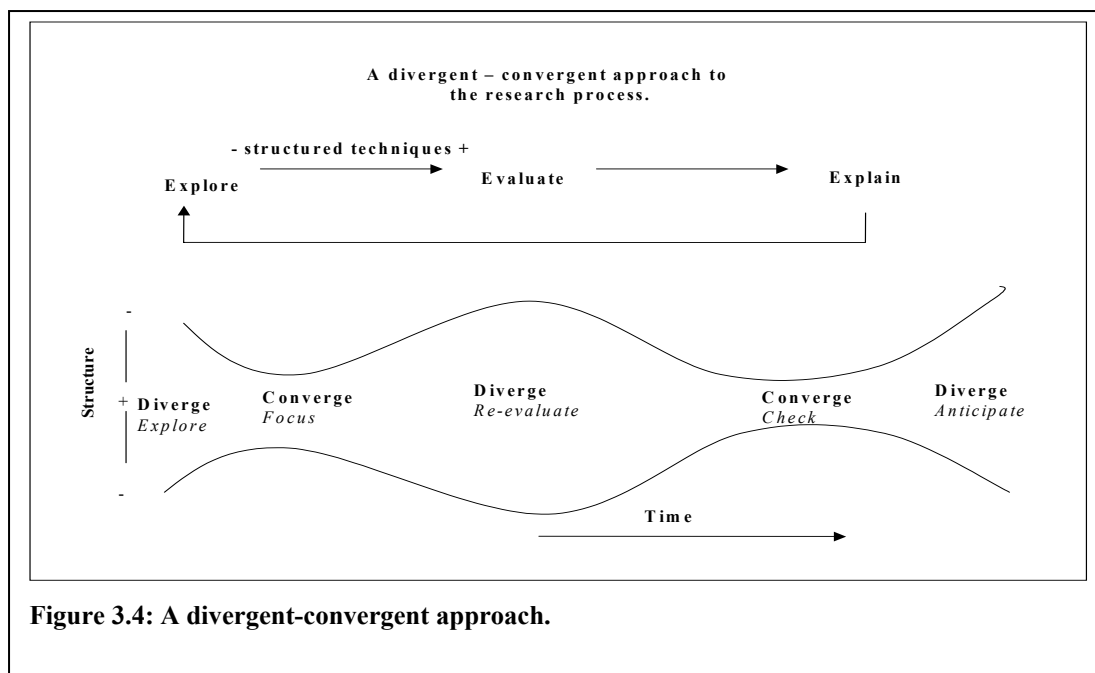 A divergent – convergent approach to
the research process.
- structured techniques +
Explore
Evaluate
Explain
-
Structure
+
-
Diverge
Explore
Converge
Focus
Diverge
Re-evaluate
Converge
Check
Diverge
Anticipate
Time
Figure 3.4: A divergent-convergent approach.